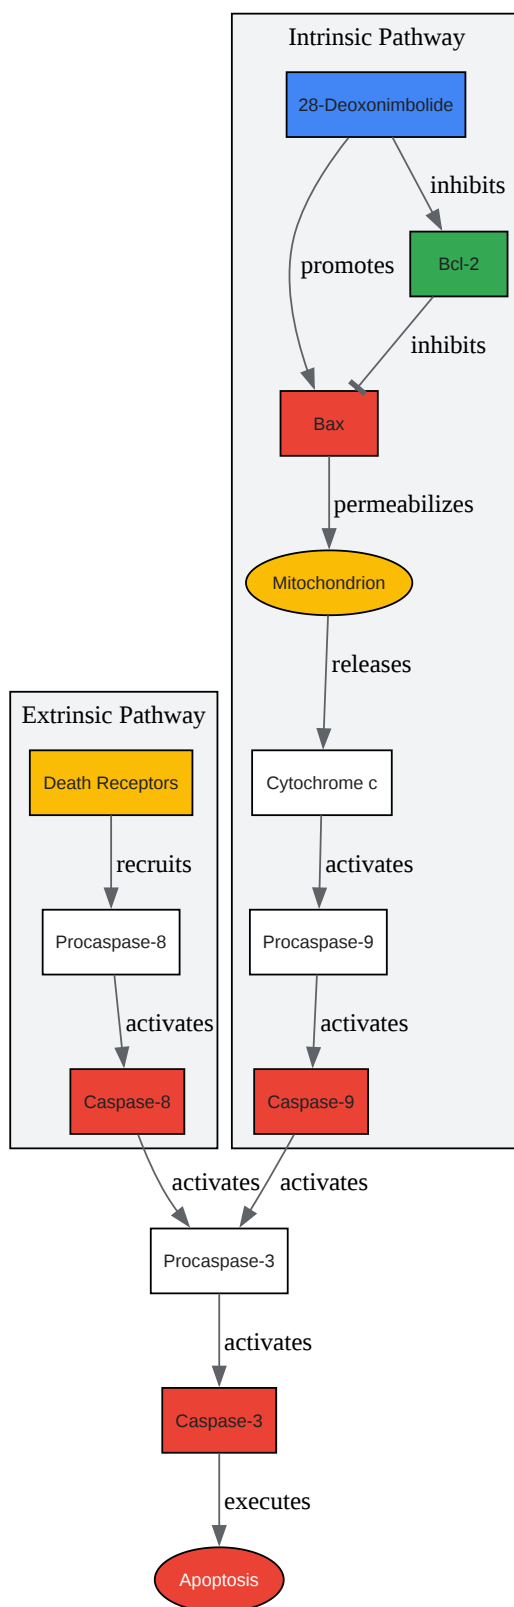 Intrinsic Pathway
28-Deoxonimbolide
inhibits
promotes
Bcl-2
inhibits
Bax
permeabilizes
Mitochondrion
releases
Extrinsic Pathway
Death Receptors
Cytochrome c
recruits
activates
Procaspase-8
Procaspase-9
activates
activates
Caspase-8
Caspase-9
activates
activates
Procaspase-3
activates
Caspase-3
executes
Apoptosis